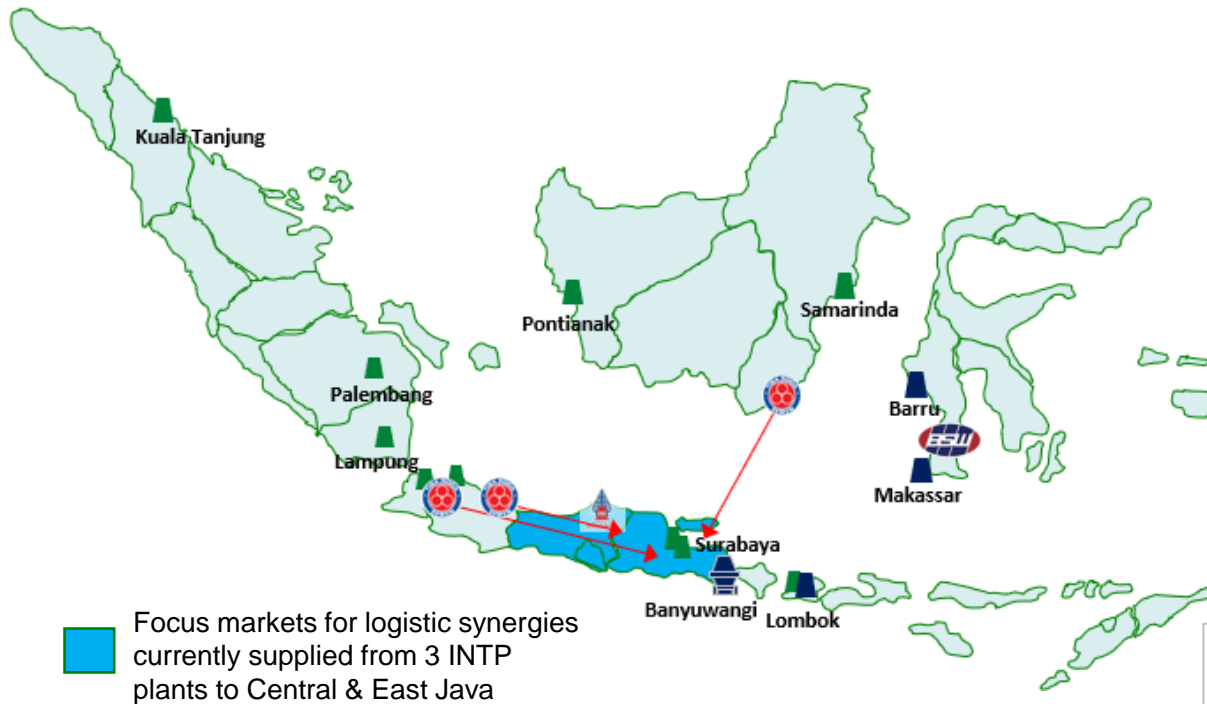 Kuala Tanjung
Pontianak
Samarinda
Palembang
Barru
BSW
Lampung
Makassar
Surabaya
Banyuwangi
Lombok
Focus markets for logistic synergies
currently supplied from 3 INTP
plants to Central & East Java